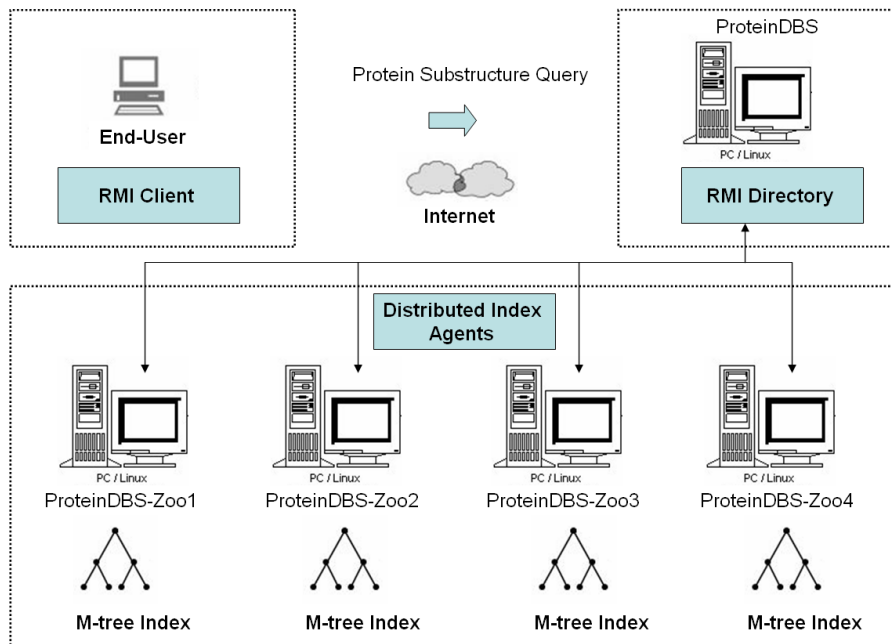 ProteinDBS
Protein Substructure Query
End-User
PC / Linux
RMI Client
Internet
RMI Directory
Distributed Index
Agents
PC / Linux
PC / Linux
PC / Linux
PC / Linux
ProteinDBS-Zoo1
ProteinDBS-Zoo2
ProteinDBS-Zoo3
ProteinDBS-Zoo4
M-tree Index
M-tree Index
M-tree Index
M-tree Index